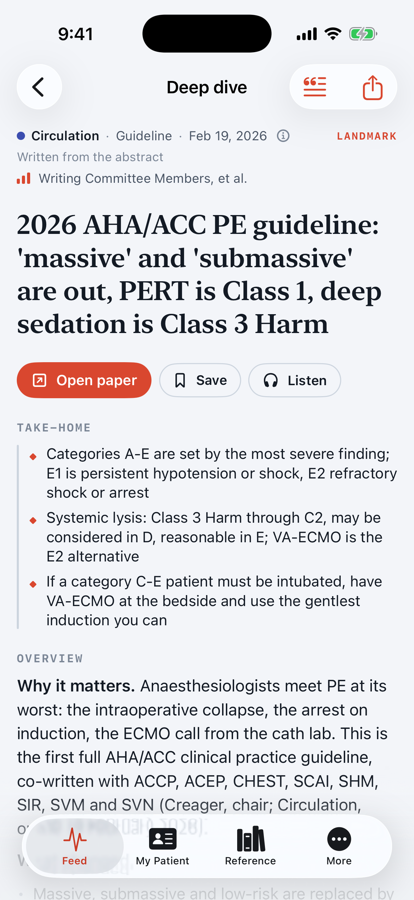 9:41
Deep dive
Circulation · Guideline · Feb 19, 2026
LANDMARK
Written from the abstract
Writing Committee Members, et al.
2026 AHA/ACC PE guideline:
'massive' and 'submassive'
are out, PERT is Class 1, deep
sedation is Class 3 Harm
Open paper
Save
Listen
TAKE-HOME
Categories A-E are set by the most severe finding;
E1 is persistent hypotension or shock, E2 refractory
shock or arrest
Systemic lysis: Class 3 Harm through C2, may be
considered in D, reasonable in E; VA-ECMO is the
E2 alternative
If a category C-E patient must be intubated, have
VA-ECMO at the bedside and use the gentlest
induction you can
OVERVIEW
Why it matters. Anaesthesiologists meet PE at its
worst: the intraoperative collapse, the arrest on
induction, the ECMO call from the cath lab. This is
the first full AHA/ACC clinical practice guideline,
co-written with ACCP, ACEP, CHEST, SCAI, SHM,
SIR, SVM and SVN (Creager, chair; Circulation,
Feed
My Patient
Reference
More
· Massive, submassive and low-risk are replaced by